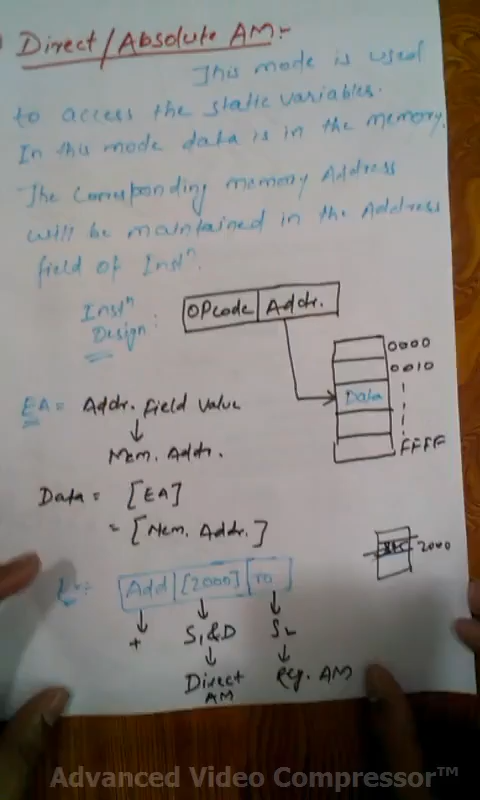 Direct/Absolute AM:-
This mode is used
to access the static variables.
In this mode data is in the memory.
The corresponding memory Address
will be maintained in the Address
field of Instⁿ.
Instⁿ
Design:
OPcode | Addr.
0000
0010
Data
FFFF
EA = Addr. field value
Mem. Addr.
Data = [EA]
= [Mem. Addr.]
2000
Ex:- Add [2000] r0
+ S₁&D S₂
Direct AM Reg. AM
Advanced Video Compressor™